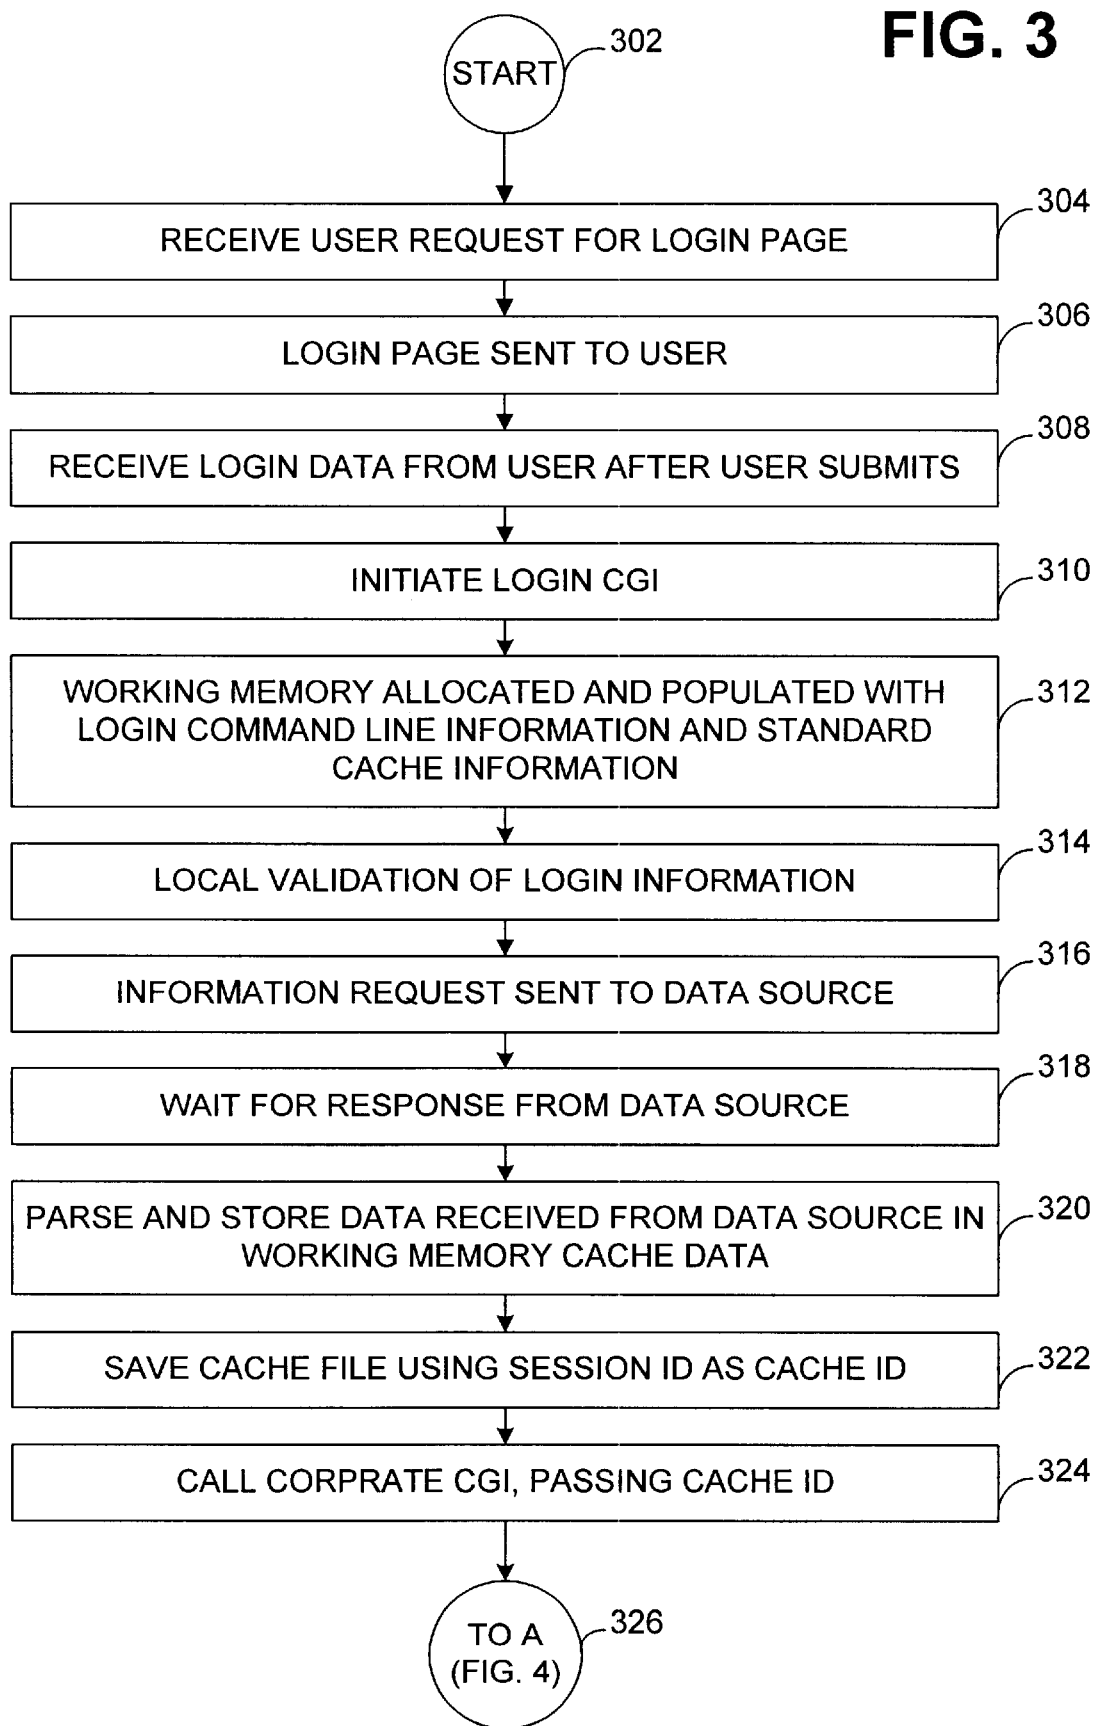 FIG. 3
START
302
RECEIVE USER REQUEST FOR LOGIN PAGE
304
LOGIN PAGE SENT TO USER
306
RECEIVE LOGIN DATA FROM USER AFTER USER SUBMITS
308
INITIATE LOGIN CGI
310
WORKING MEMORY ALLOCATED AND POPULATED WITH
LOGIN COMMAND LINE INFORMATION AND STANDARD
CACHE INFORMATION
312
LOCAL VALIDATION OF LOGIN INFORMATION
314
INFORMATION REQUEST SENT TO DATA SOURCE
316
WAIT FOR RESPONSE FROM DATA SOURCE
318
PARSE AND STORE DATA RECEIVED FROM DATA SOURCE IN
WORKING MEMORY CACHE DATA
320
SAVE CACHE FILE USING SESSION ID AS CACHE ID
322
CALL CORPRATE CGI, PASSING CACHE ID
324
TO A
(FIG. 4)
326